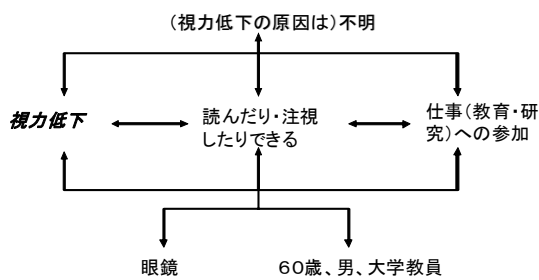 (視力低下の原因は)不明
視力低下
読んだり・注視
したりできる
仕事(教育・研
究)への参加
眼鏡
60歳、男、大学教員